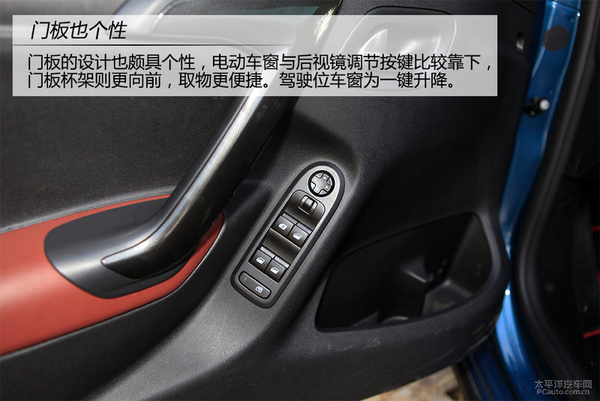 门板也个性
门板的设计也颇具个性，电动车窗与后视镜调节按键比较靠下，
门板杯架则更向前，取物更便捷。驾驶位车窗为一键升降。
太平洋汽车网
PCauto.com.cn